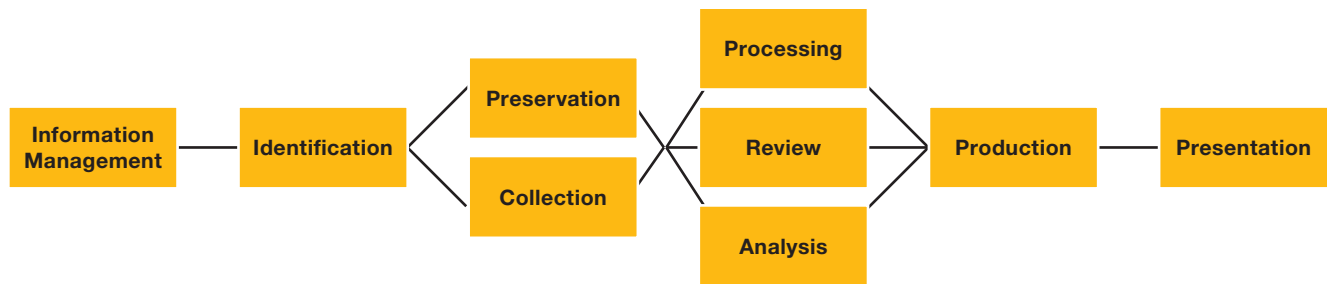 Information
Management
Identification
Preservation
Collection
Processing
Review
Analysis
Production
Presentation